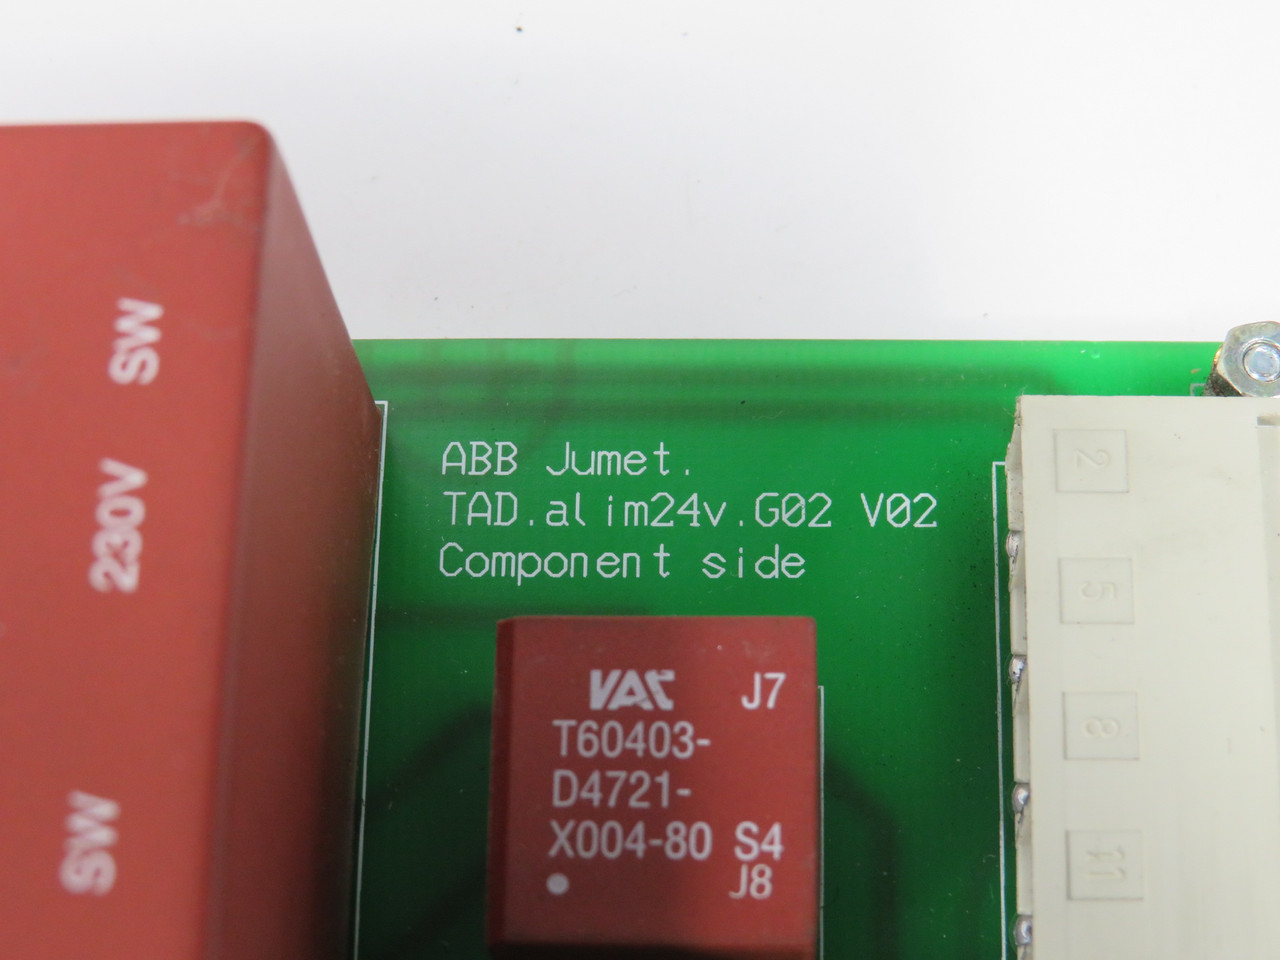 SW
230V
SW
ABB Jumet.
TAD.alim24v.G02 V02
Component side
VAC J7
T60403-
D4721-
X004-80 S4
J8
2
5
8
11